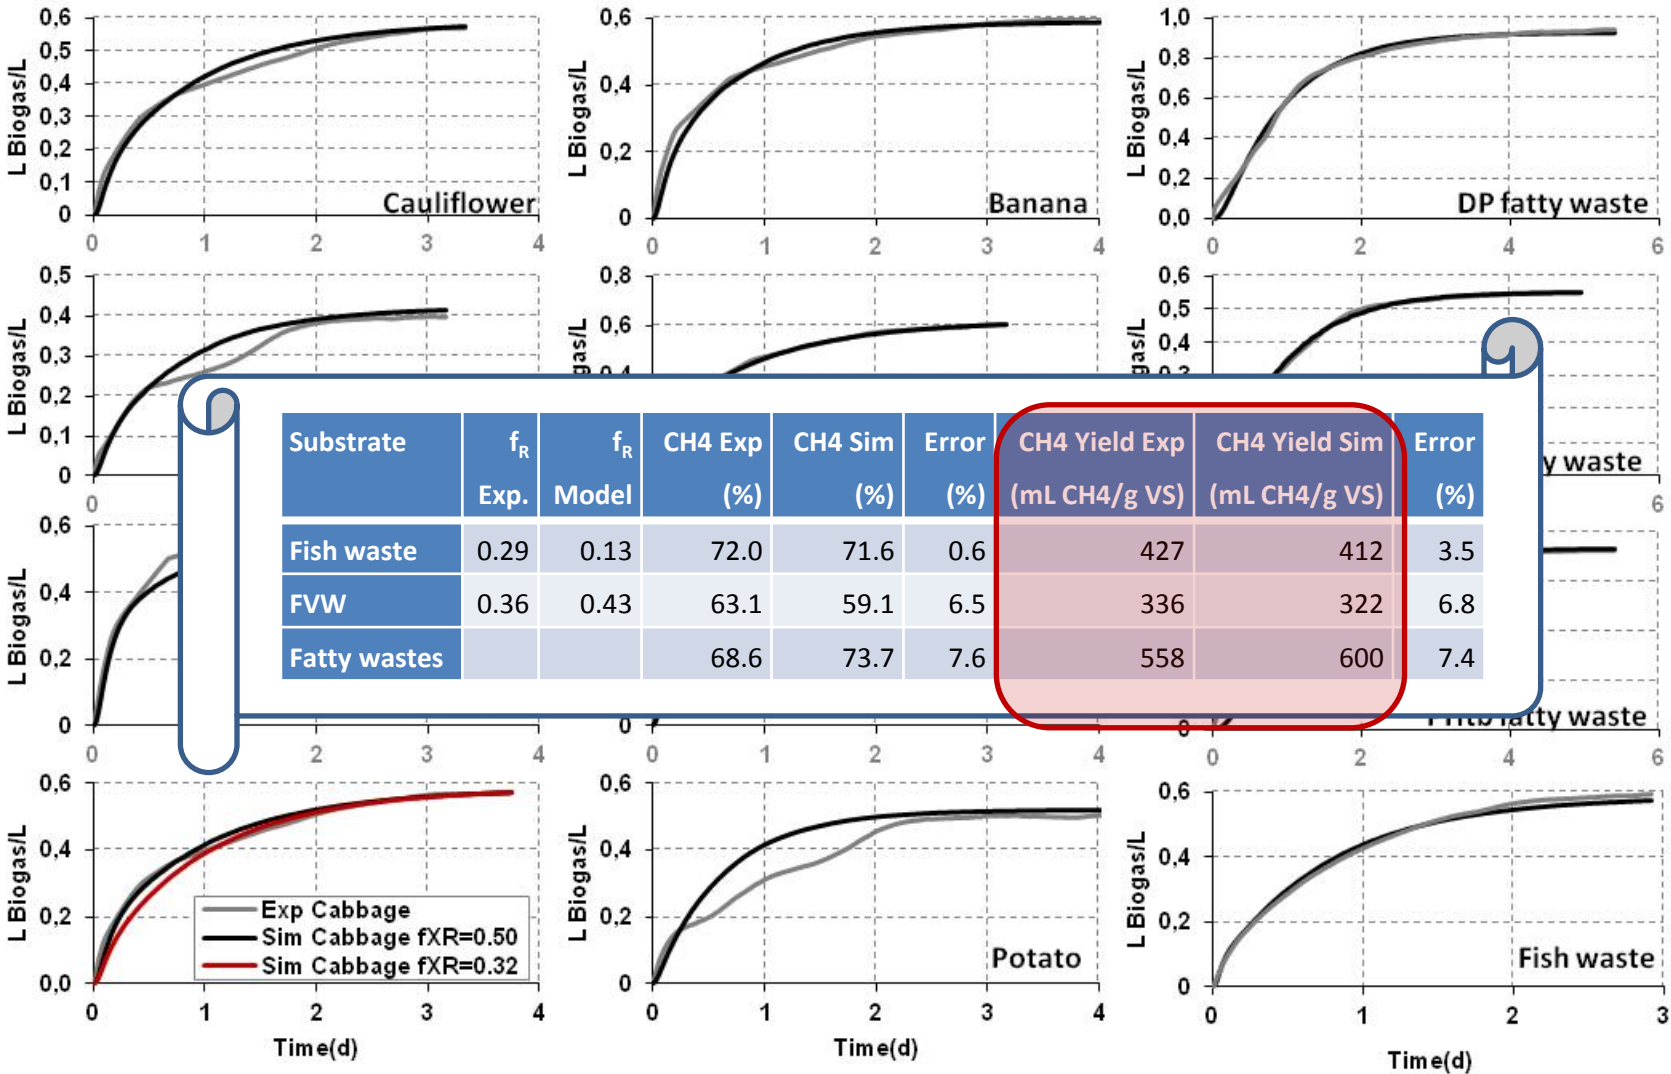 0,6
0,5
0,4
0,3
0,2
0,1
0
L Biogas/L
Cauliflower
0 1 2 3 4
0,6
0,4
0,2
0
L Biogas/L
Banana
0 1 2 3 4
1,0
0,8
0,6
0,4
0,2
0,0
L Biogas/L
DP fatty waste
0 2 4 6
0,5
0,4
0,3
0,2
0,1
0
L Biogas/L
0
0,8
0,6
0,6
0,5
0,4
L Biogas/L
y waste
6
Substrate fR Exp. fR Model CH4 Exp (%) CH4 Sim (%) Error (%) CH4 Yield Exp (mL CH4/g VS) CH4 Yield Sim (mL CH4/g VS) Error (%)
Fish waste 0.29 0.13 72.0 71.6 0.6 427 412 3.5
FVW 0.36 0.43 63.1 59.1 6.5 336 322 6.8
Fatty wastes 68.6 73.7 7.6 558 600 7.4
0,6
0,4
0,2
0
L Biogas/L
0 1 2 3 4
0 1 2 3 4
fatty waste
0 2 4 6
0,6
0,4
0,2
0,0
L Biogas/L
Exp Cabbage
Sim Cabbage fXR=0.50
Sim Cabbage fXR=0.32
0 1 2 3 4
Time(d)
0,6
0,4
0,2
0
L Biogas/L
Potato
0 1 2 3 4
Time(d)
0,6
0,4
0,2
0
L Biogas/L
Fish waste
0 1 2 3
Time(d)